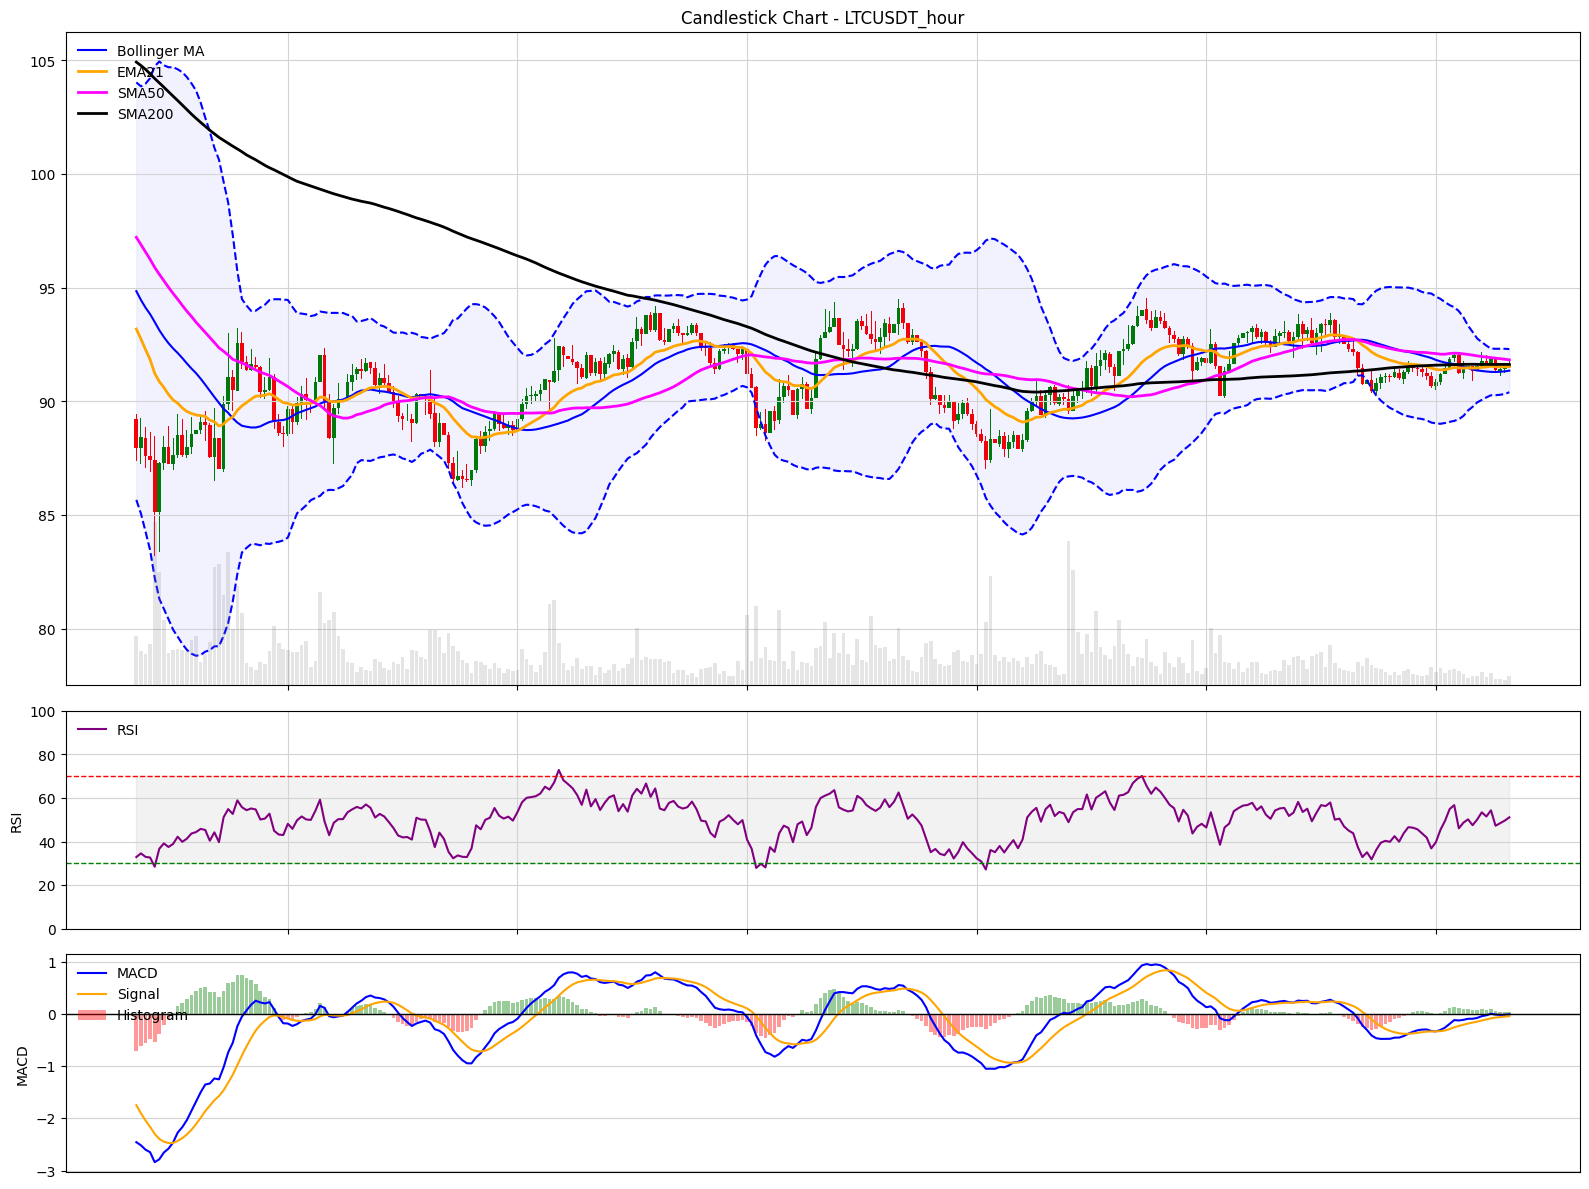 Candlestick Chart - LTCUSDT_hour
Bollinger MA
EMA21
SMA50
SMA200
105
100
95
90
85
80
RSI
100
80
60
40
20
0
RSI
MACD
Signal
Histogram
1
0
−1
−2
−3
MACD